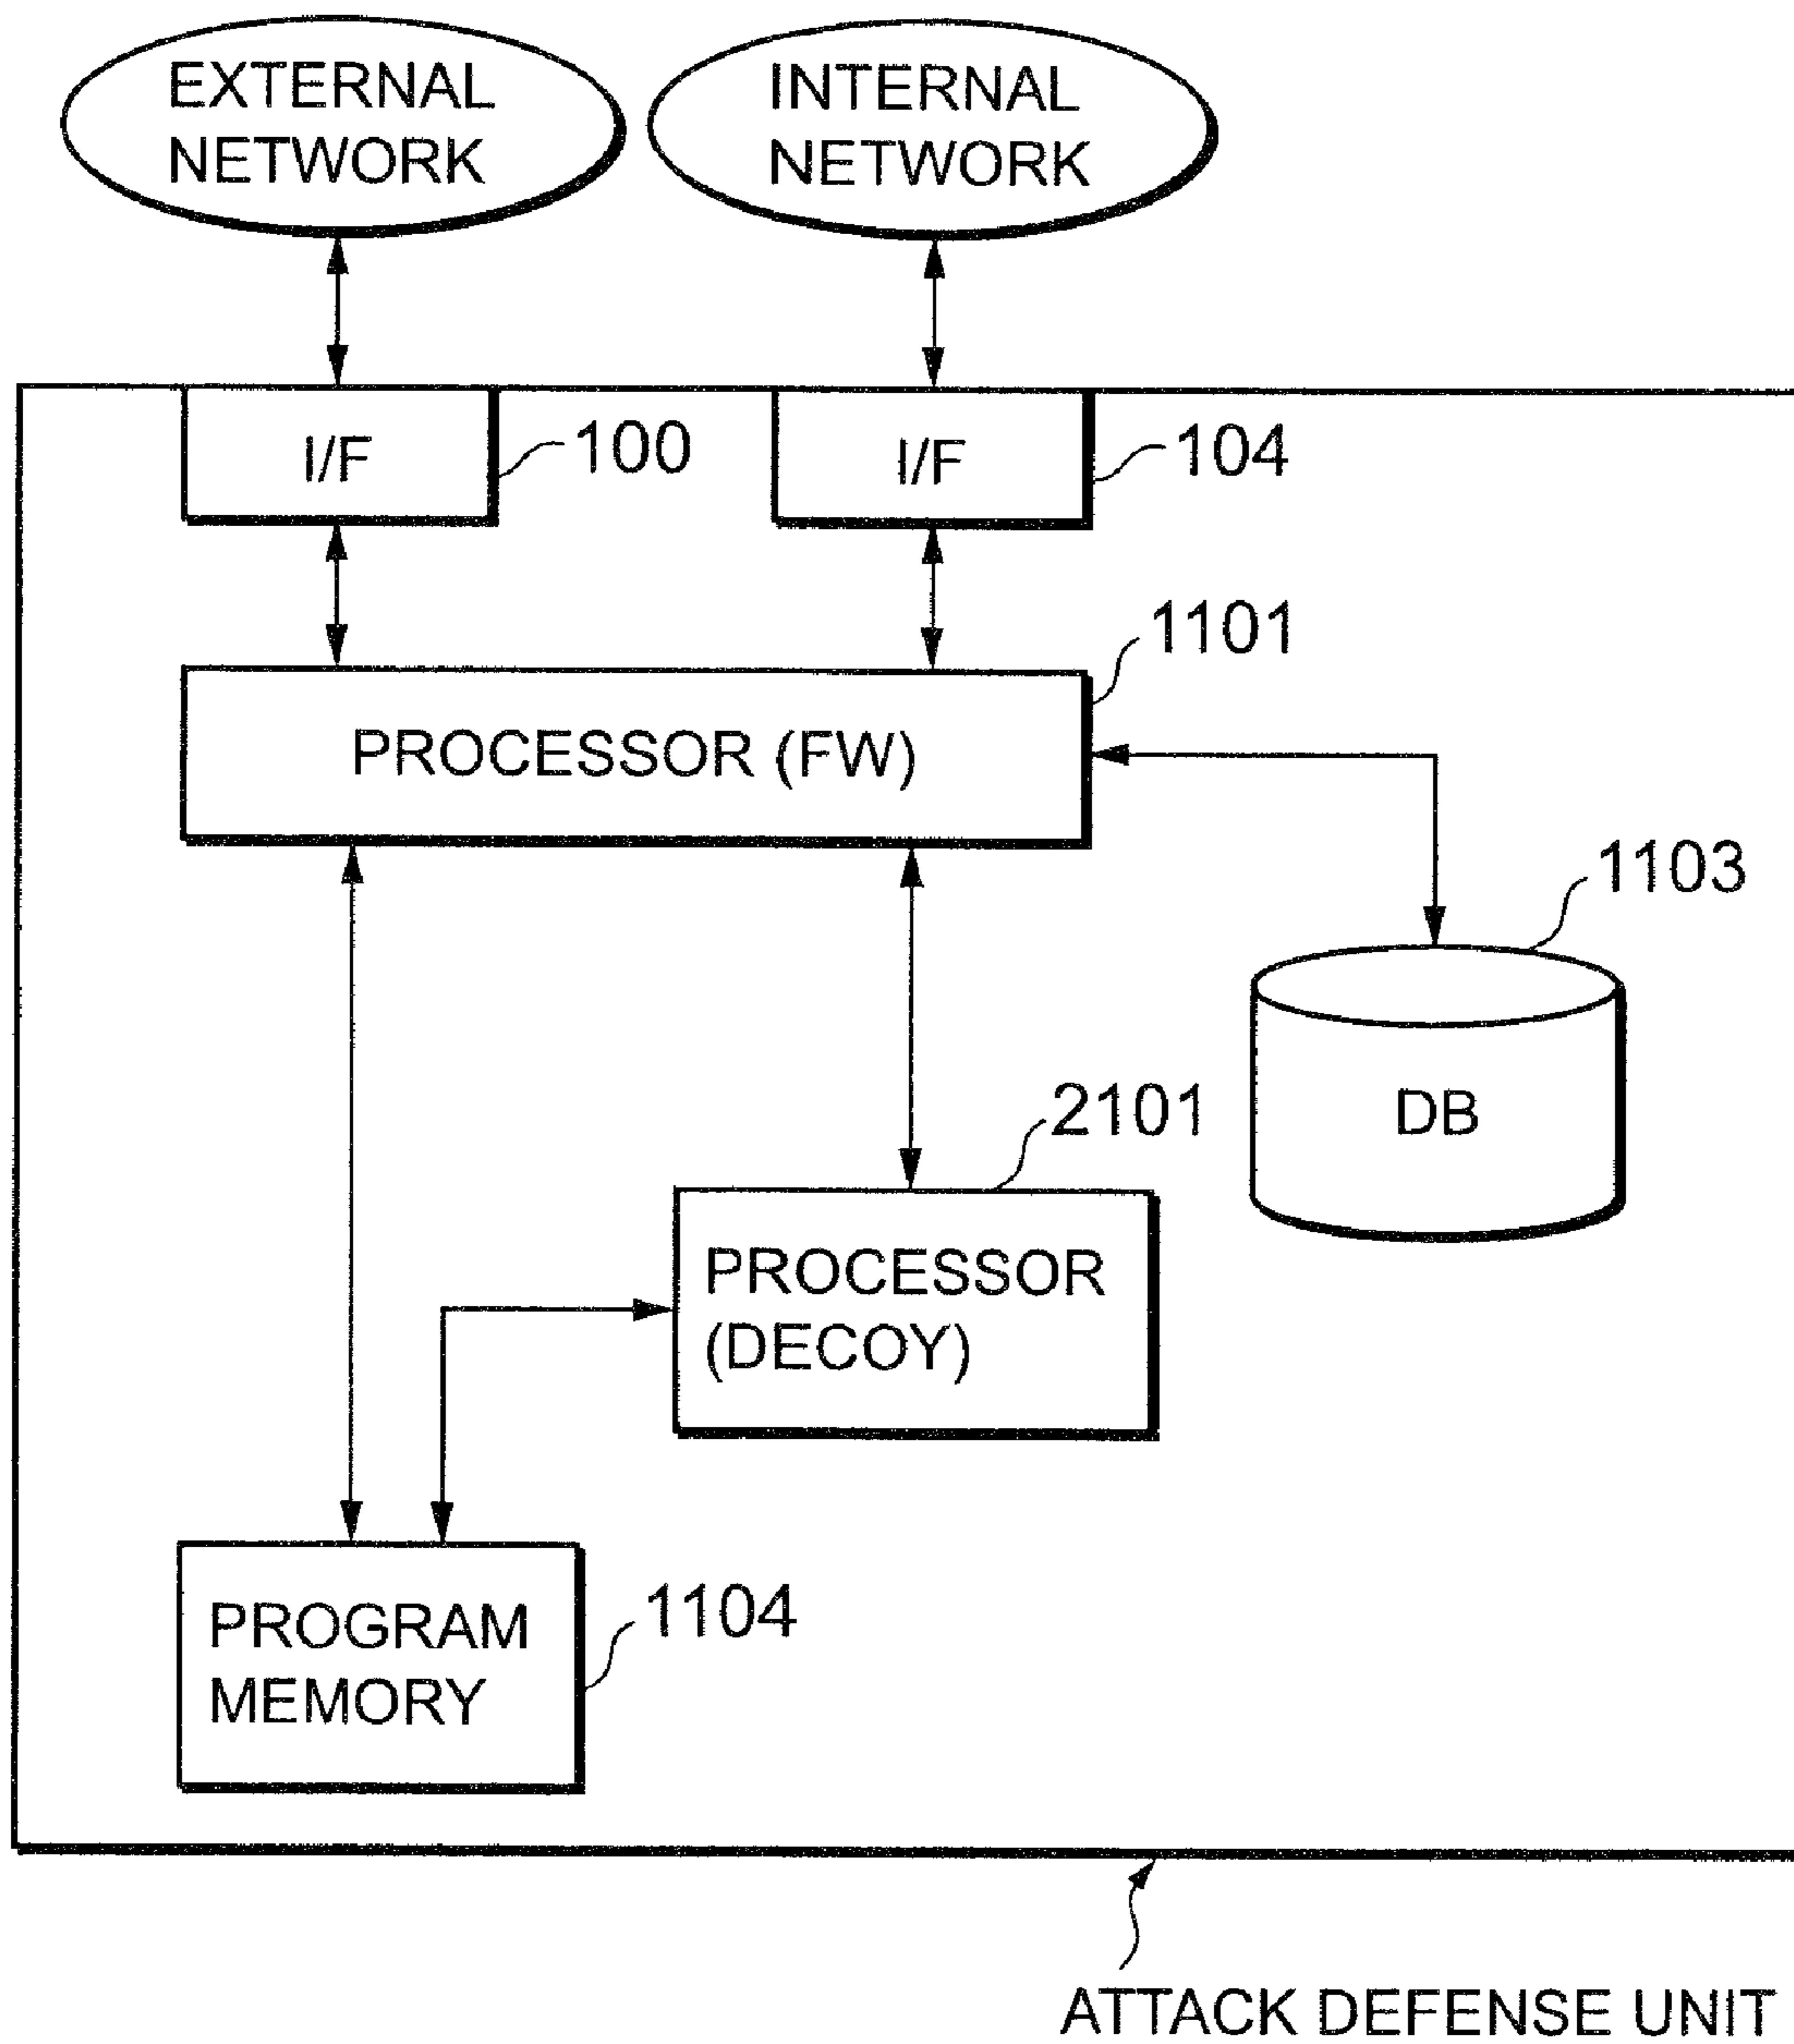 EXTERNAL
NETWORK
INTERNAL
NETWORK
I/F
100
I/F
104
1101
PROCESSOR (FW)
1103
DB
2101
PROCESSOR
(DECOY)
PROGRAM
MEMORY
1104
ATTACK DEFENSE UNIT